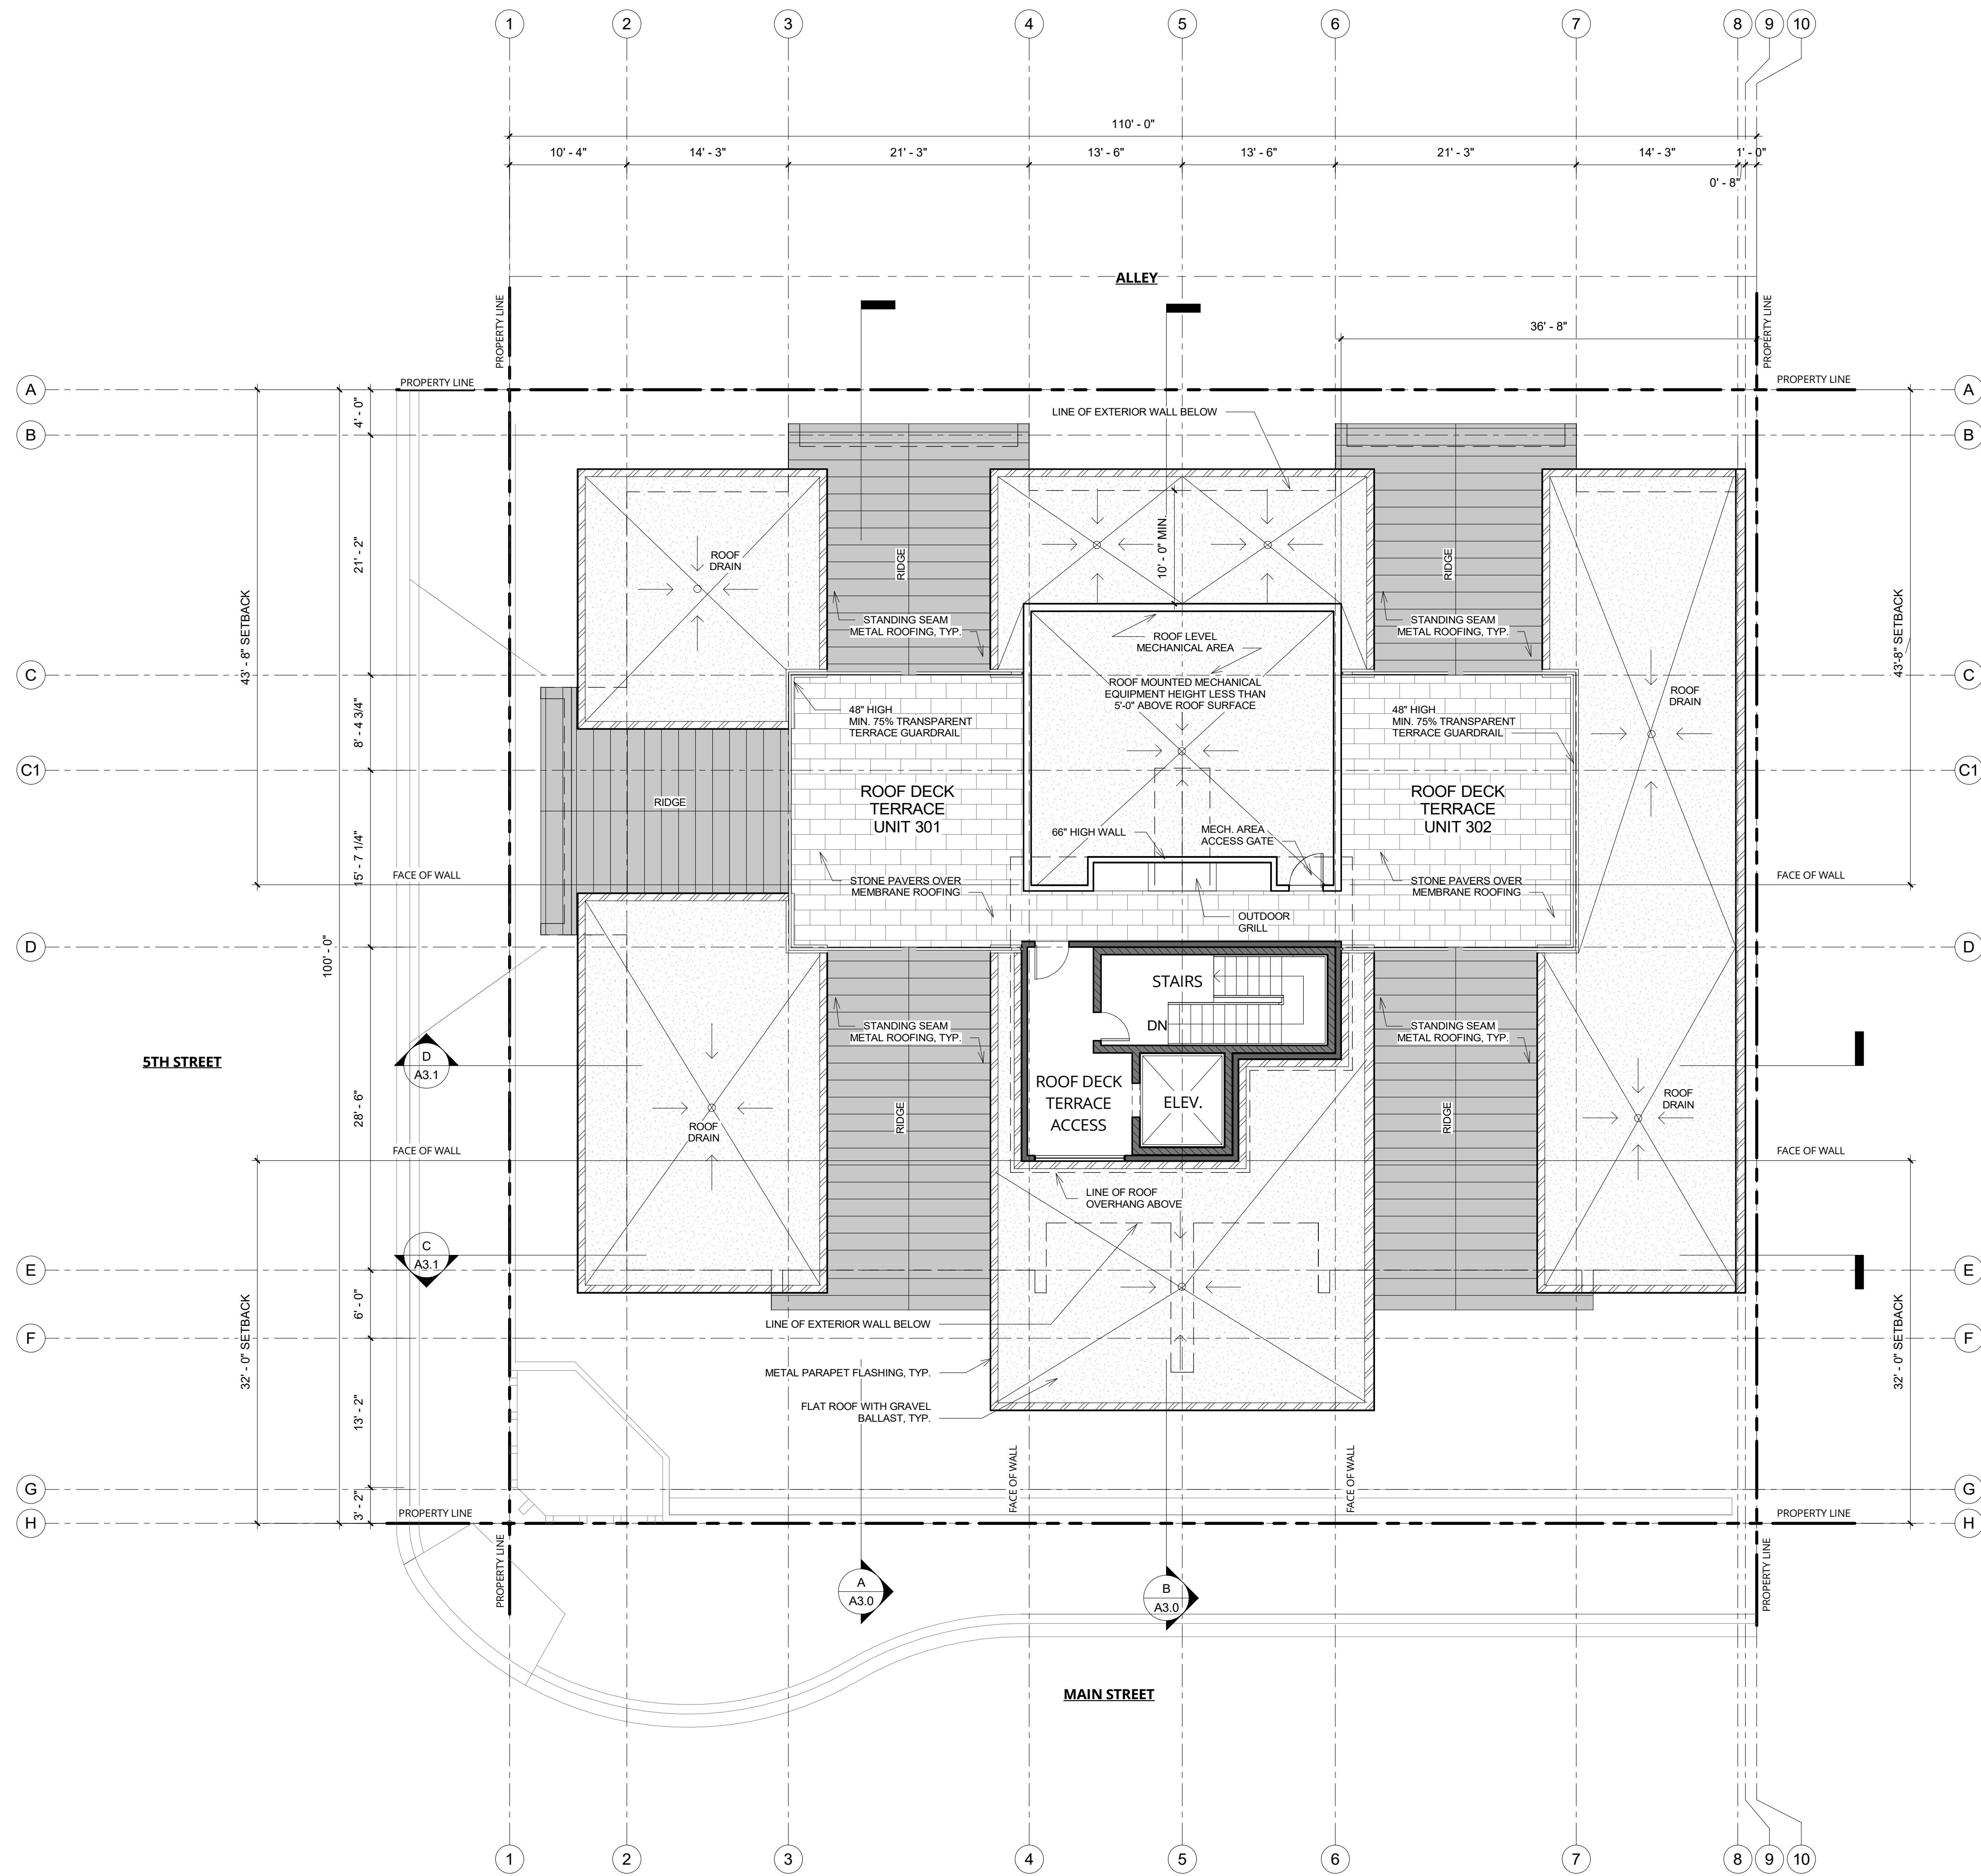 1 2 3 4 5 6 7 8 9 10
110' - 0"
10' - 4" 14' - 3" 21' - 3" 13' - 6" 13' - 6" 21' - 3" 14' - 3" 1' - 0"
0' - 8"
ALLEY
PROPERTY LINE
PROPERTY LINE
36' - 8"
A
PROPERTY LINE
PROPERTY LINE
A
4' - 0"
LINE OF EXTERIOR WALL BELOW
B
B
21' - 2"
43' - 8" SETBACK
43'-8" SETBACK
10' - 0" MIN.
ROOF
DRAIN
RIDGE
RIDGE
STANDING SEAM
METAL ROOFING, TYP.
ROOF LEVEL
MECHANICAL AREA
STANDING SEAM
METAL ROOFING, TYP.
C
C
ROOF MOUNTED MECHANICAL
EQUIPMENT HEIGHT LESS THAN
5'-0" ABOVE ROOF SURFACE
ROOF
DRAIN
48" HIGH
MIN. 75% TRANSPARENT
TERRACE GUARDRAIL
48" HIGH
MIN. 75% TRANSPARENT
TERRACE GUARDRAIL
8' - 4 3/4"
C1
C1
RIDGE
ROOF DECK
TERRACE
UNIT 301
ROOF DECK
TERRACE
UNIT 302
66" HIGH WALL
MECH. AREA
ACCESS GATE
15' - 7 1/4"
FACE OF WALL
FACE OF WALL
STONE PAVERS OVER
MEMBRANE ROOFING
STONE PAVERS OVER
MEMBRANE ROOFING
OUTDOOR
GRILL
100' - 0"
D
D
STAIRS
DN
STANDING SEAM
METAL ROOFING, TYP.
STANDING SEAM
METAL ROOFING, TYP.
5TH STREET
D
A3.1
ROOF DECK
TERRACE
ACCESS
ELEV.
28' - 6"
RIDGE
RIDGE
ROOF
DRAIN
ROOF
DRAIN
FACE OF WALL
FACE OF WALL
LINE OF ROOF
OVERHANG ABOVE
C
A3.1
E
E
6' - 0"
32' - 0" SETBACK
32' - 0" SETBACK
LINE OF EXTERIOR WALL BELOW
F
F
METAL PARAPET FLASHING, TYP.
FLAT ROOF WITH GRAVEL
BALLAST, TYP.
13' - 2"
FACE OF WALL
FACE OF WALL
G
G
3' - 2"
PROPERTY LINE
PROPERTY LINE
H
H
PROPERTY LINE
PROPERTY LINE
A
A3.0
B
A3.0
MAIN STREET
1 2 3 4 5 6 7 8 9 10